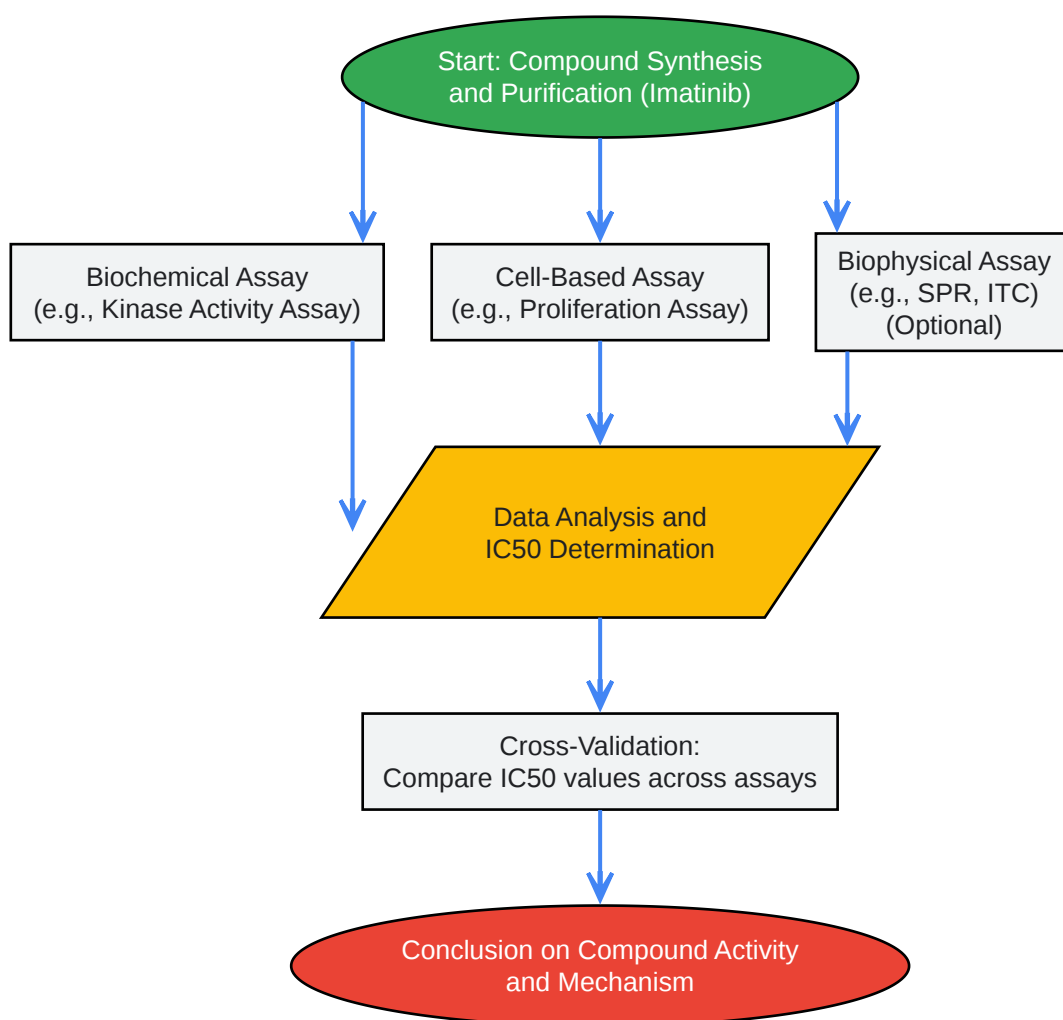 Start: Compound Synthesis
and Purification (Imatinib)
Biochemical Assay
(e.g., Kinase Activity Assay)
Cell-Based Assay
(e.g., Proliferation Assay)
Biophysical Assay
(e.g., SPR, ITC)
(Optional)
Data Analysis and
IC50 Determination
Cross-Validation:
Compare IC50 values across assays
Conclusion on Compound Activity
and Mechanism